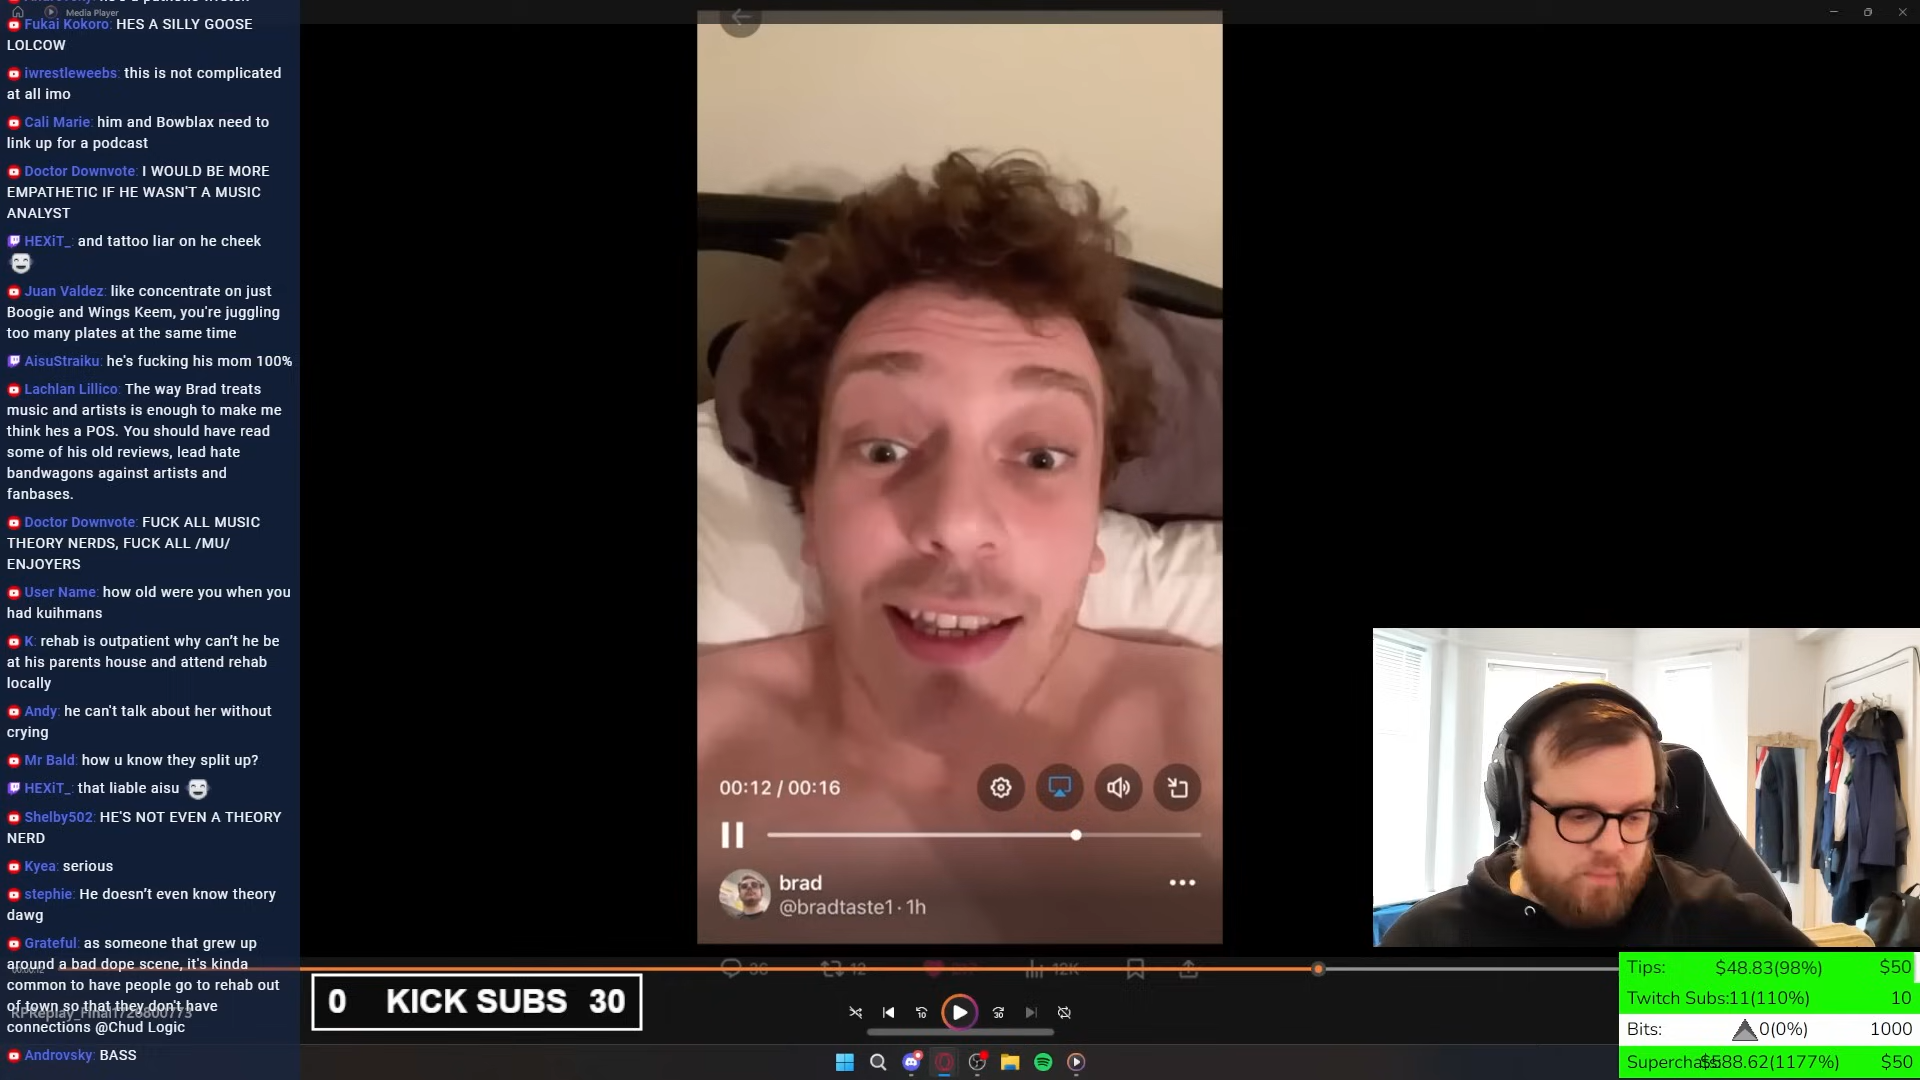 Media Player
Fukai Kokoro: HES A SILLY GOOSE
LOLCOW
iwrestleweebs: this is not complicated
at all imo
Cali Marie: him and Bowblax need to
link up for a podcast
Doctor Downvote: I WOULD BE MORE
EMPATHETIC IF HE WASN'T A MUSIC
ANALYST
HEXiT_: and tattoo liar on he cheek
Juan Valdez: like concentrate on just
Boogie and Wings Keem, you're juggling
too many plates at the same time
AisuStraiku: he's fucking his mom 100%
Lachlan Lillico: The way Brad treats
music and artists is enough to make me
think hes a POS. You should have read
some of his old reviews, lead hate
bandwagons against artists and
fanbases.
Doctor Downvote: FUCK ALL MUSIC
THEORY NERDS, FUCK ALL /MU/
ENJOYERS
User Name: how old were you when you
had kuihmans
K: rehab is outpatient why can't he be
at his parents house and attend rehab
locally
Andy: he can't talk about her without
crying
Mr Bald: how u know they split up?
HEXiT_: that liable aisu
Shelby502: HE'S NOT EVEN A THEORY
NERD
Kyea: serious
stephie: He doesn't even know theory
dawg
Grateful: as someone that grew up
around a bad dope scene, it's kinda
common to have people go to rehab out
of town so that they don't have
connections @Chud Logic
Androvsky: BASS
00:12 / 00:16
brad
@bradtaste1 · 1h
36
12
12K
0 KICK SUBS 30
10
30
Tips: $48.83(98%) $50
Twitch Subs:11(110%) 10
Bits: 0(0%) 1000
$588.62(1177%) $50